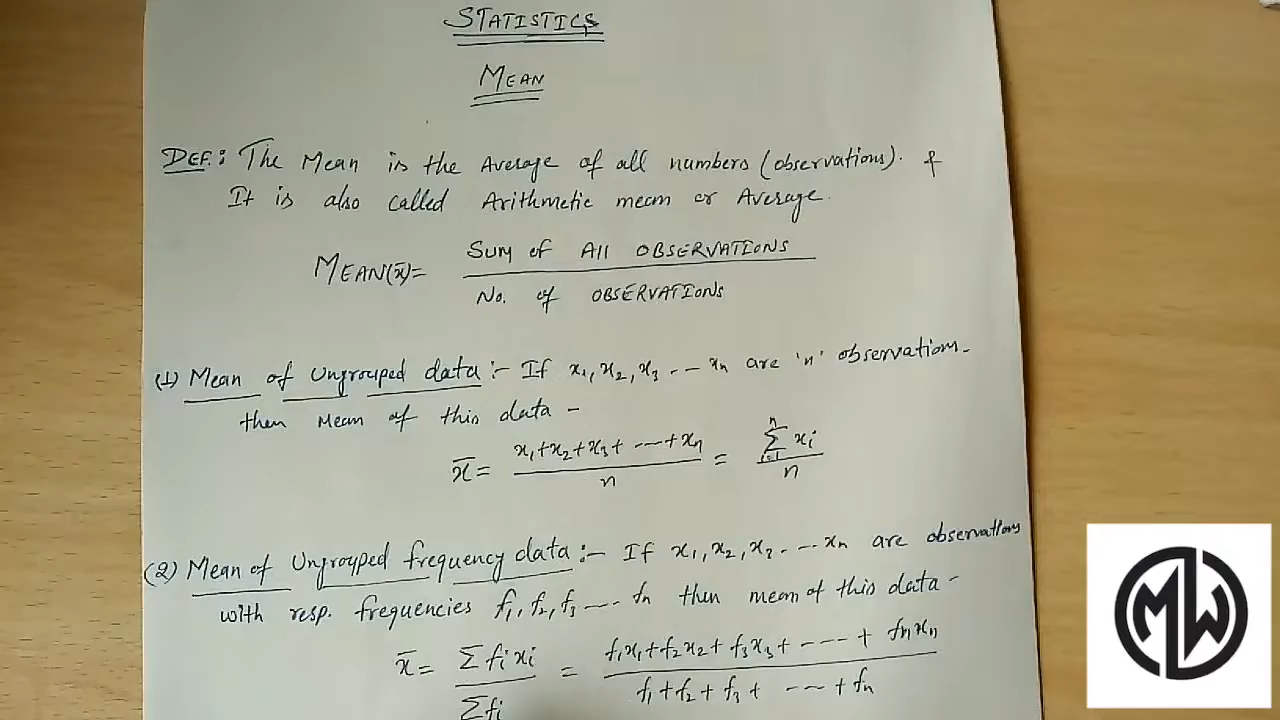 STATISTICS
MEAN
DEF: The Mean is the Average of all numbers (observations). &
It is also called Arithmetic mean or Average.
MEAN(x̄)= Sum of All OBSERVATIONS / No. of OBSERVATIONS
(1) Mean of Ungrouped data :- If x₁, x₂, x₃ --- xₙ are 'n' observations.
then Mean of this data -
x̄ = (x₁+x₂+x₃+ ---+xₙ)/n = (Σᵢ₌₁ⁿ xᵢ)/n
(2) Mean of Ungrouped frequency data :- If x₁, x₂, x₃ --- xₙ are observations
with resp. frequencies f₁, f₂, f₃ --- fₙ then mean of this data -
x̄ = Σfᵢxᵢ / Σfᵢ = (f₁x₁+f₂x₂+f₃x₃+ ---- + fₙxₙ) / (f₁+f₂+f₃+ --- + fₙ)
MW